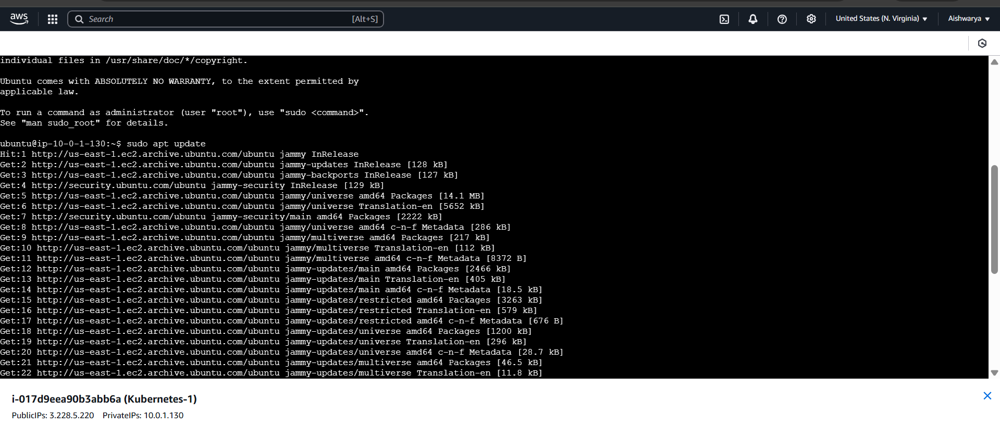 aws
Search [Alt+S]
United States (N. Virginia)
Aishwarya
individual files in /usr/share/doc/*/copyright.
Ubuntu comes with ABSOLUTELY NO WARRANTY, to the extent permitted by
applicable law.
To run a command as administrator (user "root"), use "sudo <command>".
See "man sudo_root" for details.
ubuntu@ip-10-0-1-130:~$ sudo apt update
Hit:1 http://us-east-1.ec2.archive.ubuntu.com/ubuntu jammy InRelease
Get:2 http://us-east-1.ec2.archive.ubuntu.com/ubuntu jammy-updates InRelease [128 kB]
Get:3 http://us-east-1.ec2.archive.ubuntu.com/ubuntu jammy-backports InRelease [127 kB]
Get:4 http://security.ubuntu.com/ubuntu jammy-security InRelease [129 kB]
Get:5 http://us-east-1.ec2.archive.ubuntu.com/ubuntu jammy/universe amd64 Packages [14.1 MB]
Get:6 http://us-east-1.ec2.archive.ubuntu.com/ubuntu jammy/universe Translation-en [5652 kB]
Get:7 http://security.ubuntu.com/ubuntu jammy-security/main amd64 Packages [2222 kB]
Get:8 http://us-east-1.ec2.archive.ubuntu.com/ubuntu jammy/universe amd64 c-n-f Metadata [286 kB]
Get:9 http://us-east-1.ec2.archive.ubuntu.com/ubuntu jammy/multiverse amd64 Packages [217 kB]
Get:10 http://us-east-1.ec2.archive.ubuntu.com/ubuntu jammy/multiverse Translation-en [112 kB]
Get:11 http://us-east-1.ec2.archive.ubuntu.com/ubuntu jammy/multiverse amd64 c-n-f Metadata [8372 B]
Get:12 http://us-east-1.ec2.archive.ubuntu.com/ubuntu jammy-updates/main amd64 Packages [2466 kB]
Get:13 http://us-east-1.ec2.archive.ubuntu.com/ubuntu jammy-updates/main Translation-en [405 kB]
Get:14 http://us-east-1.ec2.archive.ubuntu.com/ubuntu jammy-updates/main amd64 c-n-f Metadata [18.5 kB]
Get:15 http://us-east-1.ec2.archive.ubuntu.com/ubuntu jammy-updates/restricted amd64 Packages [3263 kB]
Get:16 http://us-east-1.ec2.archive.ubuntu.com/ubuntu jammy-updates/restricted Translation-en [579 kB]
Get:17 http://us-east-1.ec2.archive.ubuntu.com/ubuntu jammy-updates/restricted amd64 c-n-f Metadata [676 B]
Get:18 http://us-east-1.ec2.archive.ubuntu.com/ubuntu jammy-updates/universe amd64 Packages [1200 kB]
Get:19 http://us-east-1.ec2.archive.ubuntu.com/ubuntu jammy-updates/universe Translation-en [296 kB]
Get:20 http://us-east-1.ec2.archive.ubuntu.com/ubuntu jammy-updates/universe amd64 c-n-f Metadata [28.7 kB]
Get:21 http://us-east-1.ec2.archive.ubuntu.com/ubuntu jammy-updates/multiverse amd64 Packages [46.5 kB]
Get:22 http://us-east-1.ec2.archive.ubuntu.com/ubuntu jammy-updates/multiverse Translation-en [11.8 kB]
i-017d9eea90b3abb6a (Kubernetes-1)
PublicIPs: 3.228.5.220 PrivateIPs: 10.0.1.130